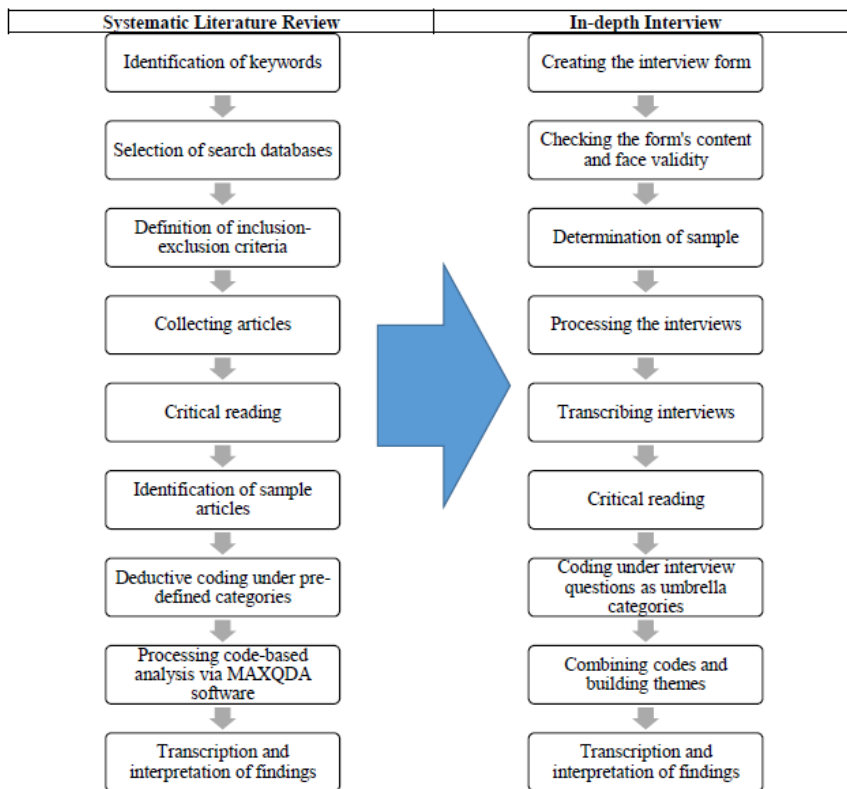 Systematic Literature Review
Identification of keywords
Selection of search databases
Definition of inclusion-
exclusion criteria
Collecting articles
Critical reading
Identification of sample
articles
Deductive coding under pre-
defined categories
Processing code-based
analysis via MAXQDA
software
Transcription and
interpretation of findings
In-depth Interview
Creating the interview form
Checking the form's content
and face validity
Determination of sample
Processing the interviews
Transcribing interviews
Critical reading
Coding under interview
questions as umbrella
categories
Combining codes and
building themes
Transcription and
interpretation of findings